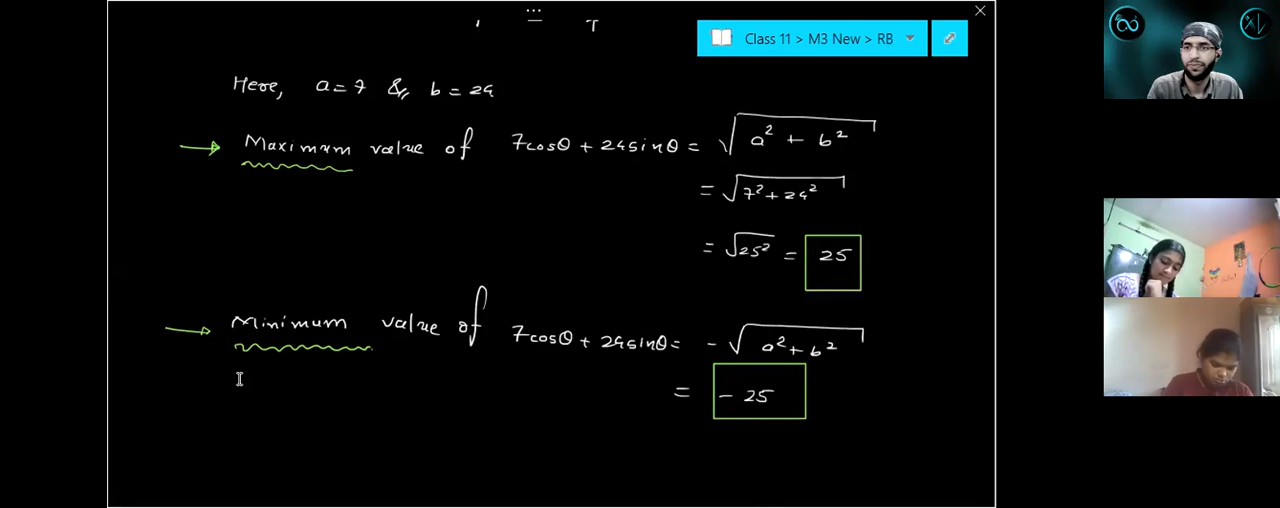 Class 11 > M3 New > RB
Here, a = 7 & b = 24
Maximum value of 7cosθ + 24sinθ = √(a² + b²)
= √(7² + 24²)
= √25² = 25
Minimum value of 7cosθ + 24sinθ = - √(a² + b²)
= - 25